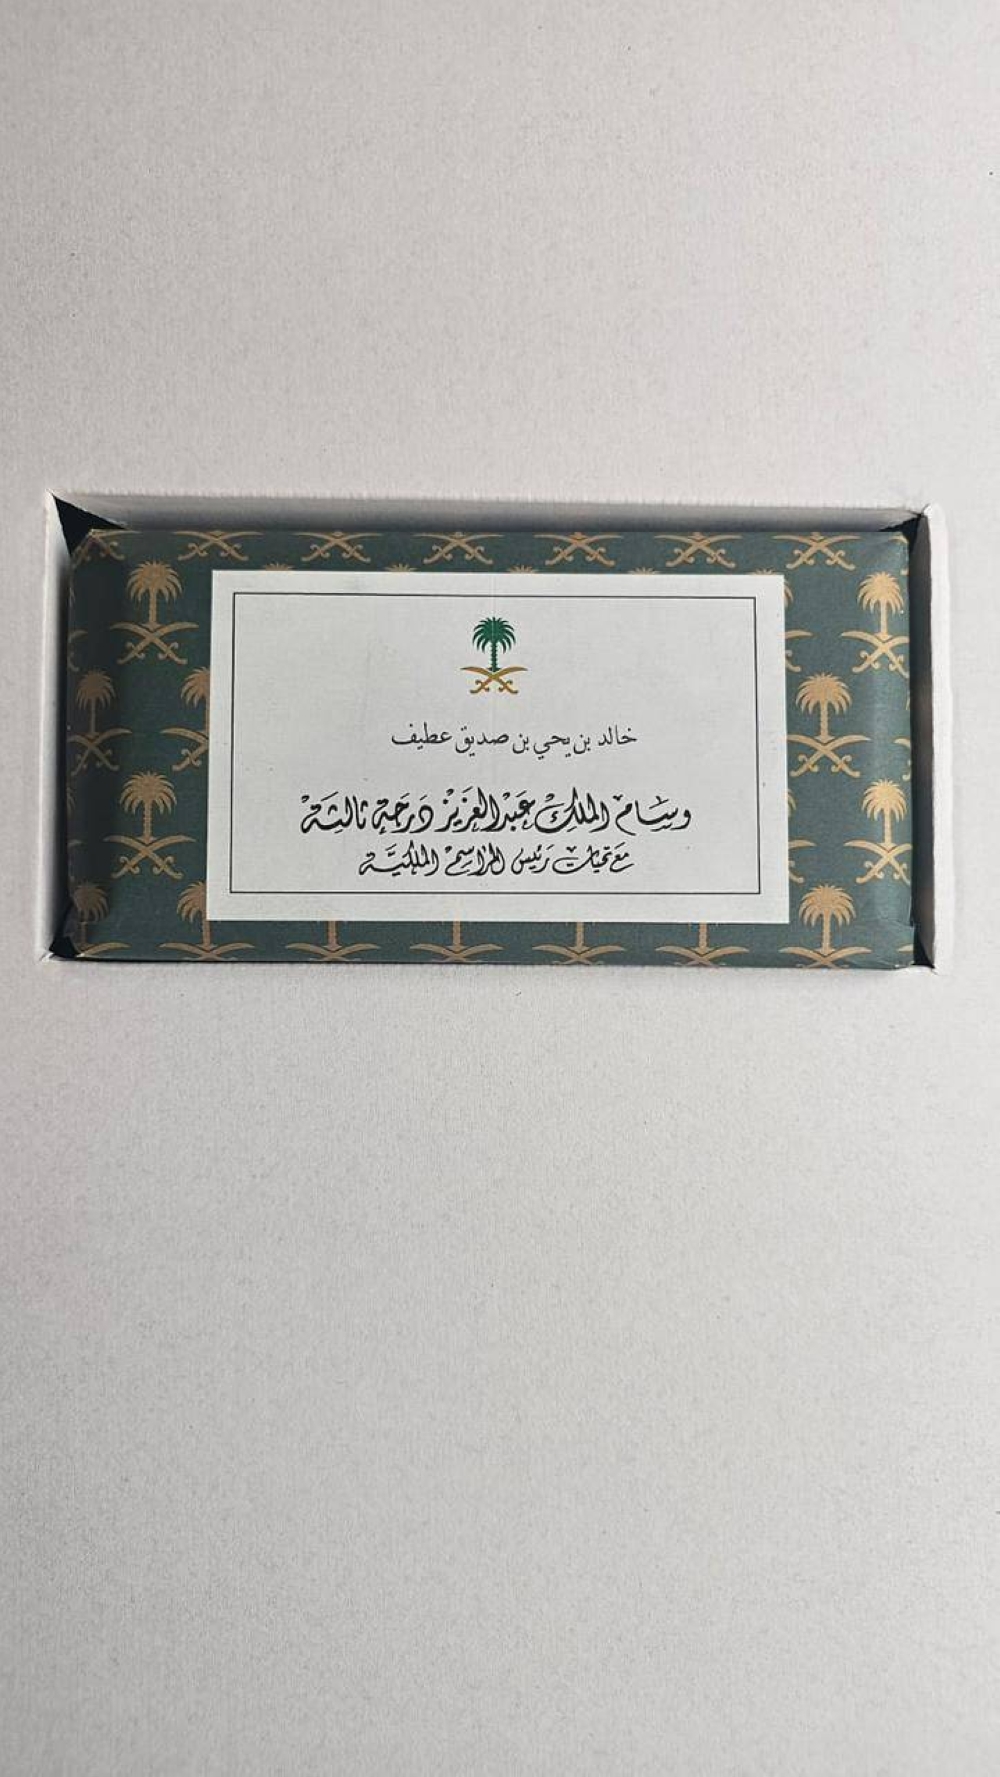 خالد بن يحي بن صديق عطيف
وسام الملك عبدالعزيز درجة ثالثة
مع تحيات رئيس المراسم الملكية